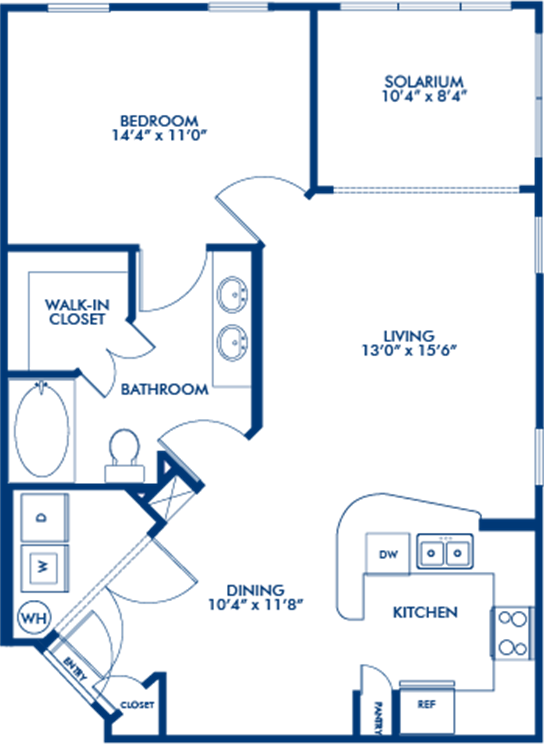 SOLARIUM
10'4" x 8'4"
BEDROOM
14'4" x 11'0"
WALK-IN
CLOSET
LIVING
13'0" x 15'6"
BATHROOM
D
W
WH
DW
DINING
10'4" x 11'8"
KITCHEN
ENTRY
CLOSET
PANTRY
REF